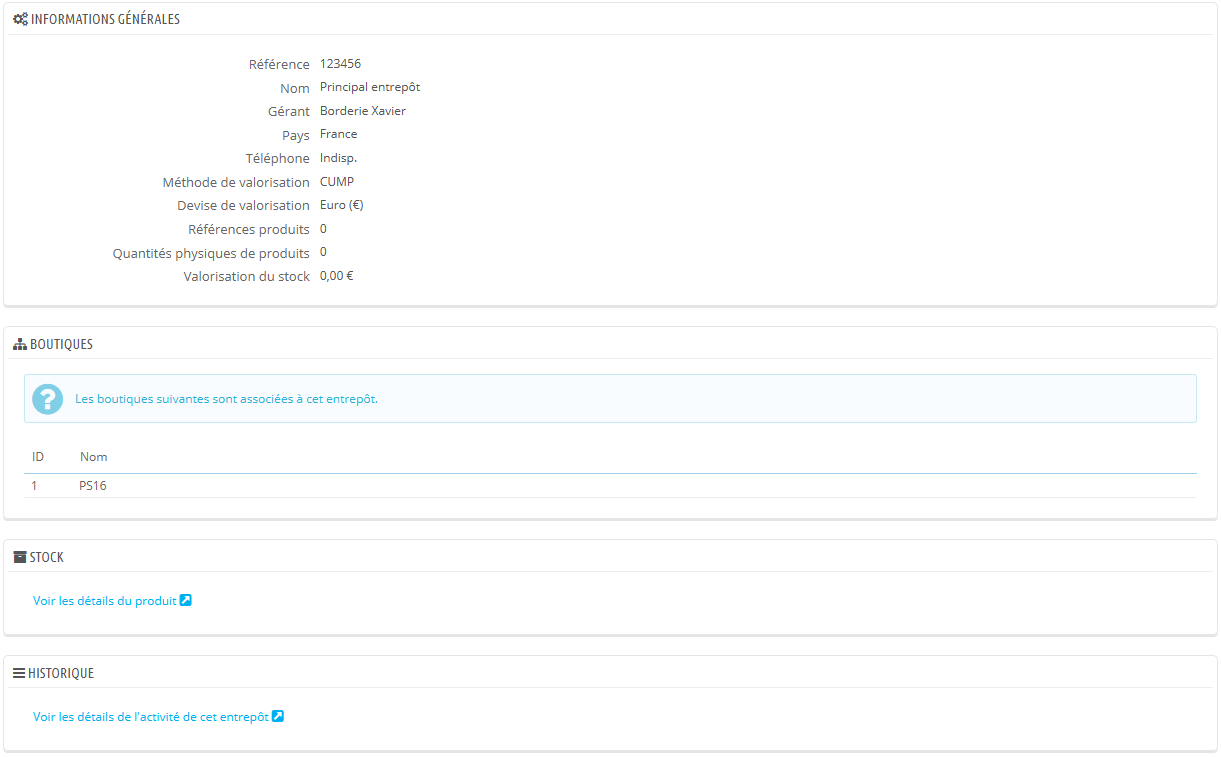 INFORMATIONS GÉNÉRALES
Référence 123456
Nom Principal entrepôt
Gérant Borderie Xavier
Pays France
Téléphone Indisp.
Méthode de valorisation CUMP
Devise de valorisation Euro (€)
Références produits 0
Quantités physiques de produits 0
Valorisation du stock 0,00 €
BOUTIQUES
Les boutiques suivantes sont associées à cet entrepôt.
ID Nom
1 PS16
STOCK
Voir les détails du produit
HISTORIQUE
Voir les détails de l'activité de cet entrepôt